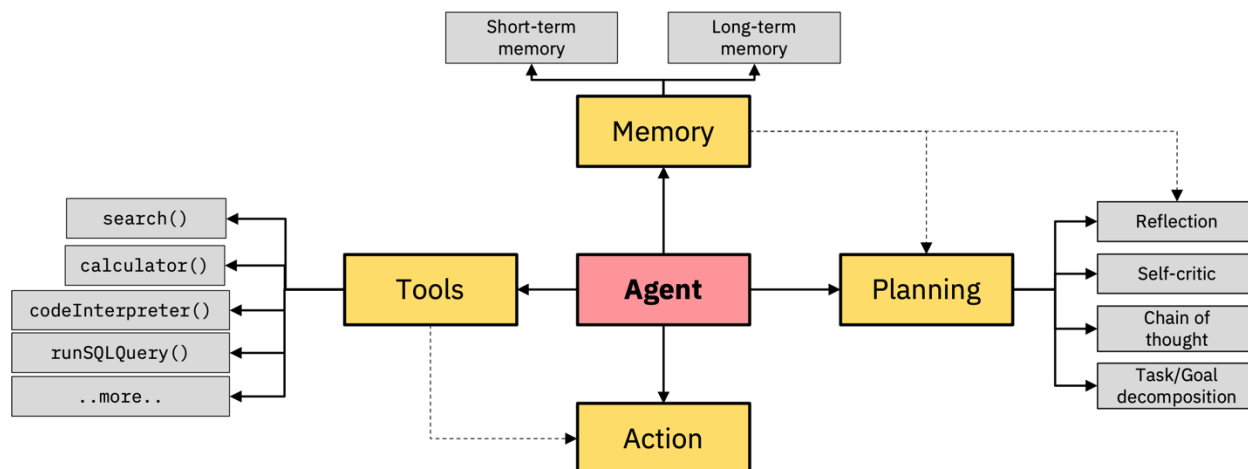 Short-term
memory
Long-term
memory
Memory
search()
calculator()
codeInterpreter()
runSQLQuery()
..more..
Tools
Agent
Planning
Reflection
Self-critic
Chain of
thought
Task/Goal
decomposition
Action